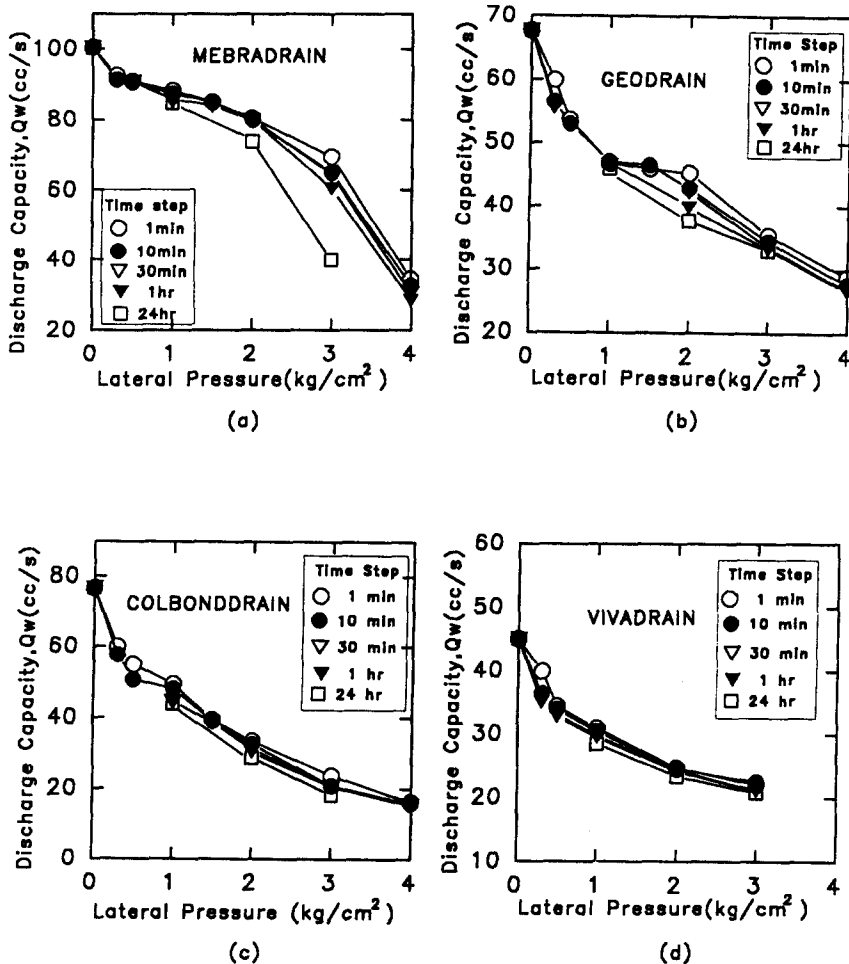 Discharge Capacity,Qw(cc/s)
100
80
60
40
20
MEBRADRAIN
Time step
1min
10min
30min
1hr
24hr
0 1 2 3 4
Lateral Pressure(kg/cm²)
(a)
Discharge Capacity,Qw(cc/s)
70
60
50
40
30
20
GEODRAIN
Time Step
1min
10min
30min
1hr
24hr
0 1 2 3 4
Lateral Pressure(kg/cm²)
(b)
Discharge Capacity,Qw(cc/s)
80
60
40
20
0
COLBONDDRAIN
Time Step
1 min
10 min
30 min
1 hr
24 hr
0 1 2 3 4
Lateral Pressure (kg/cm²)
(c)
Discharge Capacity,Qw(cc/s)
60
50
40
30
20
10
VIVADRAIN
Time Step
1 min
10 min
30 min
1 hr
24 hr
0 1 2 3 4
Lateral Pressure(kg/cm²)
(d)